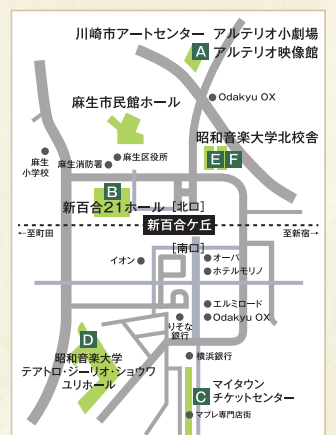 川崎市アートセンター アルテリオ小劇場
A アルテリオ映像館
Odakyu OX
麻生市民館ホール
昭和音楽大学北校舎
E F
麻生
小学校
麻生区役所
麻生消防署
B
新百合21ホール
[北口]
新百合ケ丘
←至町田
至新宿→
[南口]
イオン
オーパ
ホテルモリノ
エルミロード
Odakyu OX
りそな
銀行
D
昭和音楽大学
テアトロ・ジーリオ・ショウワ
ユリホール
横浜銀行
C
マイタウン
チケットセンター
マプレ専門店街